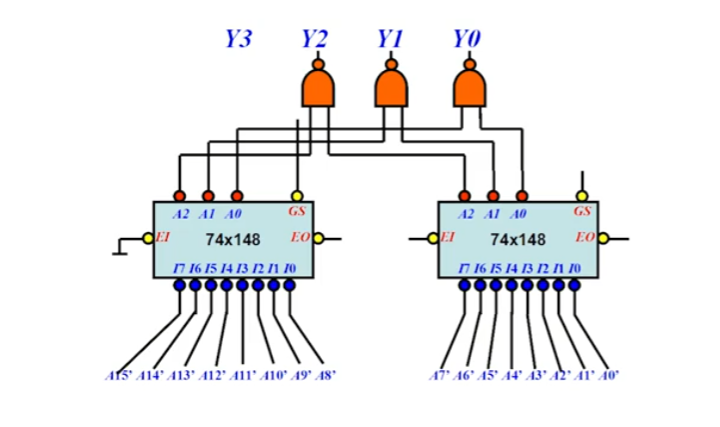 Y3 Y2 Y1 Y0
A2 A1 A0 GS A2 A1 A0 GS
EI 74x148 EO EI 74x148 EO
I7 I6 I5 I4 I3 I2 I1 I0 I7 I6 I5 I4 I3 I2 I1 I0
A15’ A14’ A13’ A12’ A11’ A10’ A9’ A8’ A7’ A6’ A5’ A4’ A3’ A2’ A1’ A0’